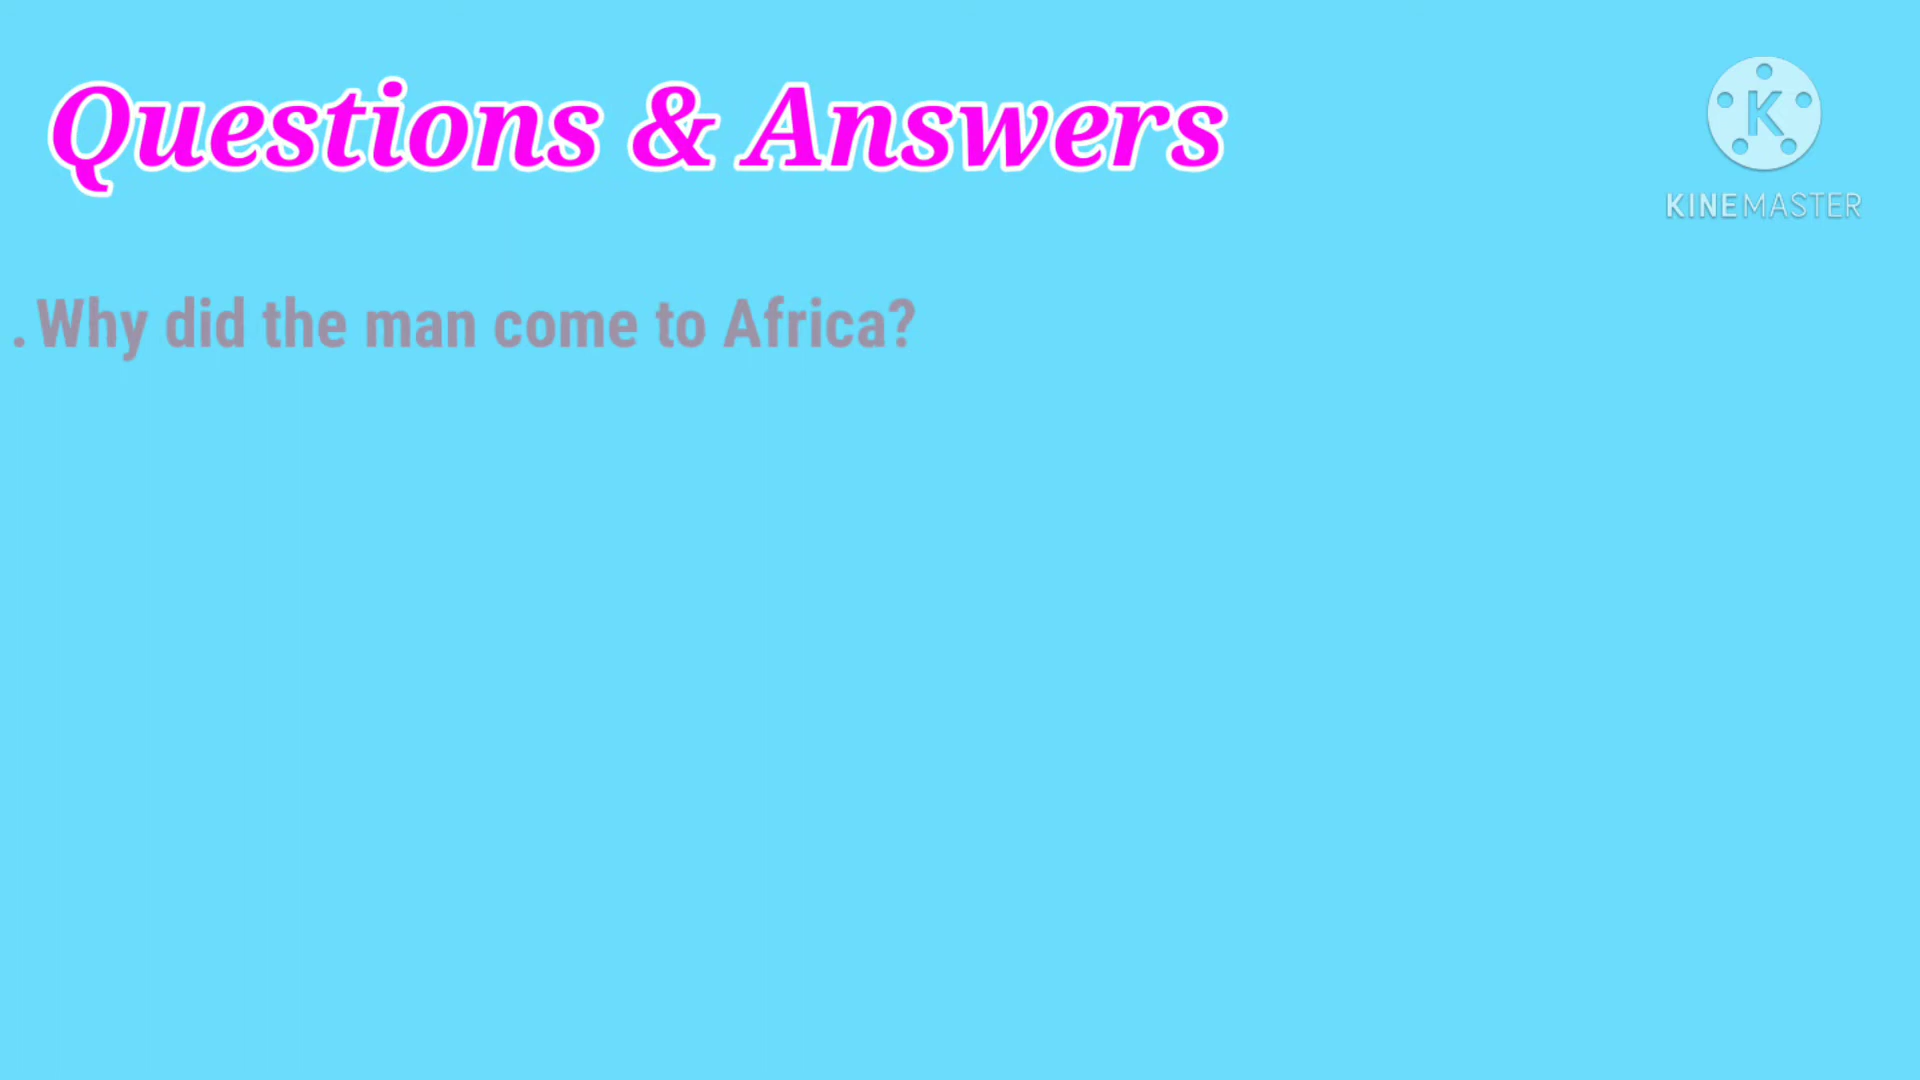 Questions & Answers
K
KINEMASTER
. Why did the man come to Africa?